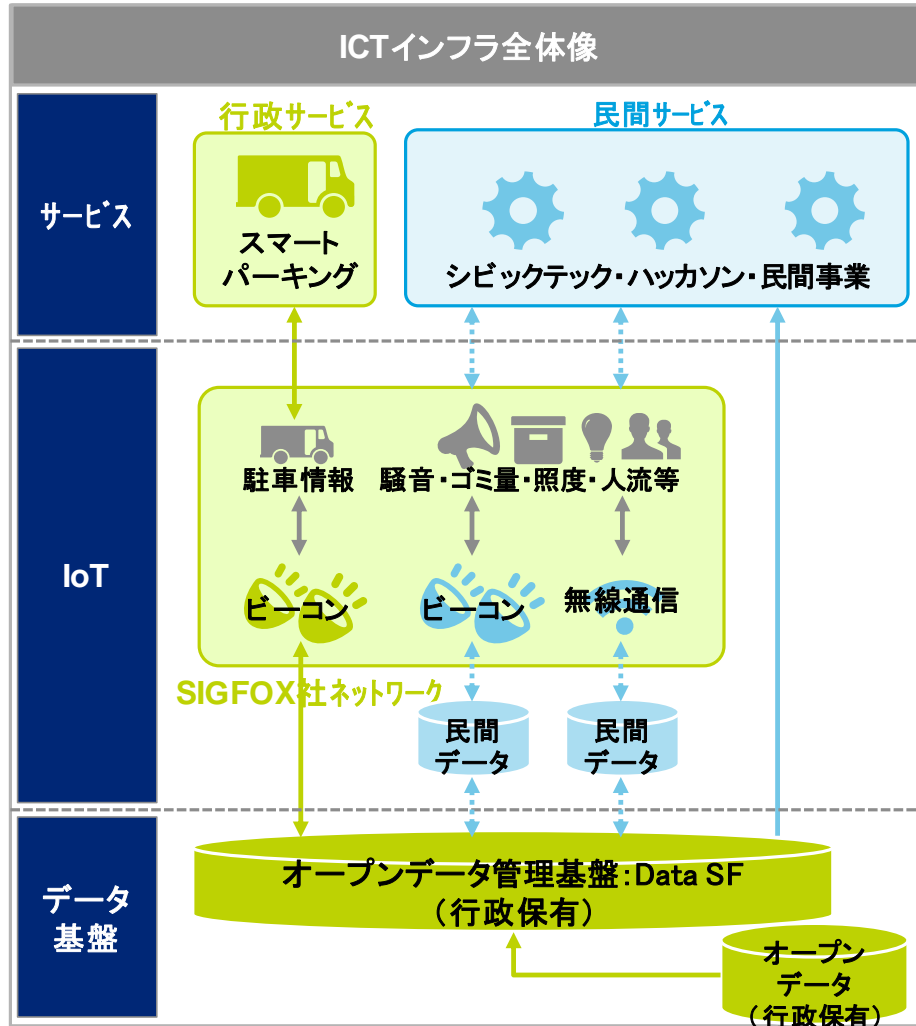 ICTインフラ全体像
サービス
行政サービス
民間サービス
スマート
パーキング
シビックテック・ハッカソン・民間事業
IoT
駐車情報
騒音・ゴミ量・照度・人流等
ビーコン
ビーコン
無線通信
SIGFOX社ネットワーク
民間
データ
民間
データ
データ
基盤
オープンデータ管理基盤:Data SF
（行政保有）
オープン
データ
（行政保有）